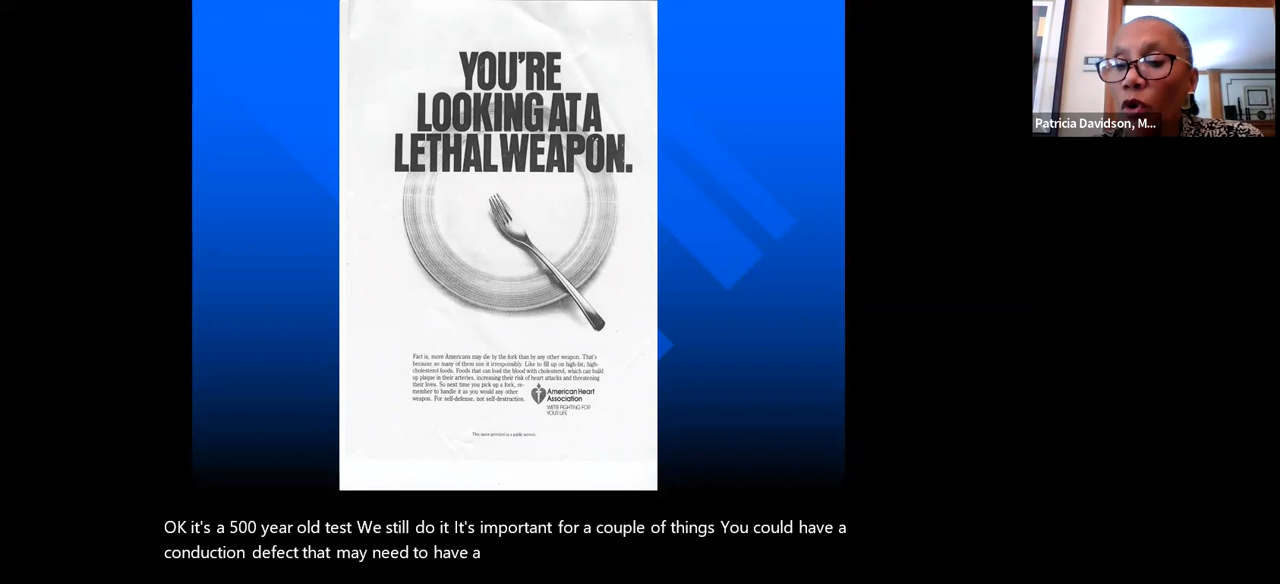 YOU'RE
LOOKING AT A
LETHAL WEAPON.
Fact is, more Americans may die by the fork than by any other weapon. That's
because so many of them use it irresponsibly. Like to fill up on high-fat, high-
cholesterol foods. Foods that can load the blood with cholesterol, which can build
up plaque in their arteries, increasing their risk of heart attacks and threatening
their lives. So next time you pick up a fork, re-
member to handle it as you would any other
weapon. For self-defense, not self-destruction.
American Heart
Association
WE'RE FIGHTING FOR
YOUR LIFE
This space provided as a public service.
Patricia Davidson, M...
OK it's a 500 year old test We still do it It's important for a couple of things You could have a
conduction defect that may need to have a